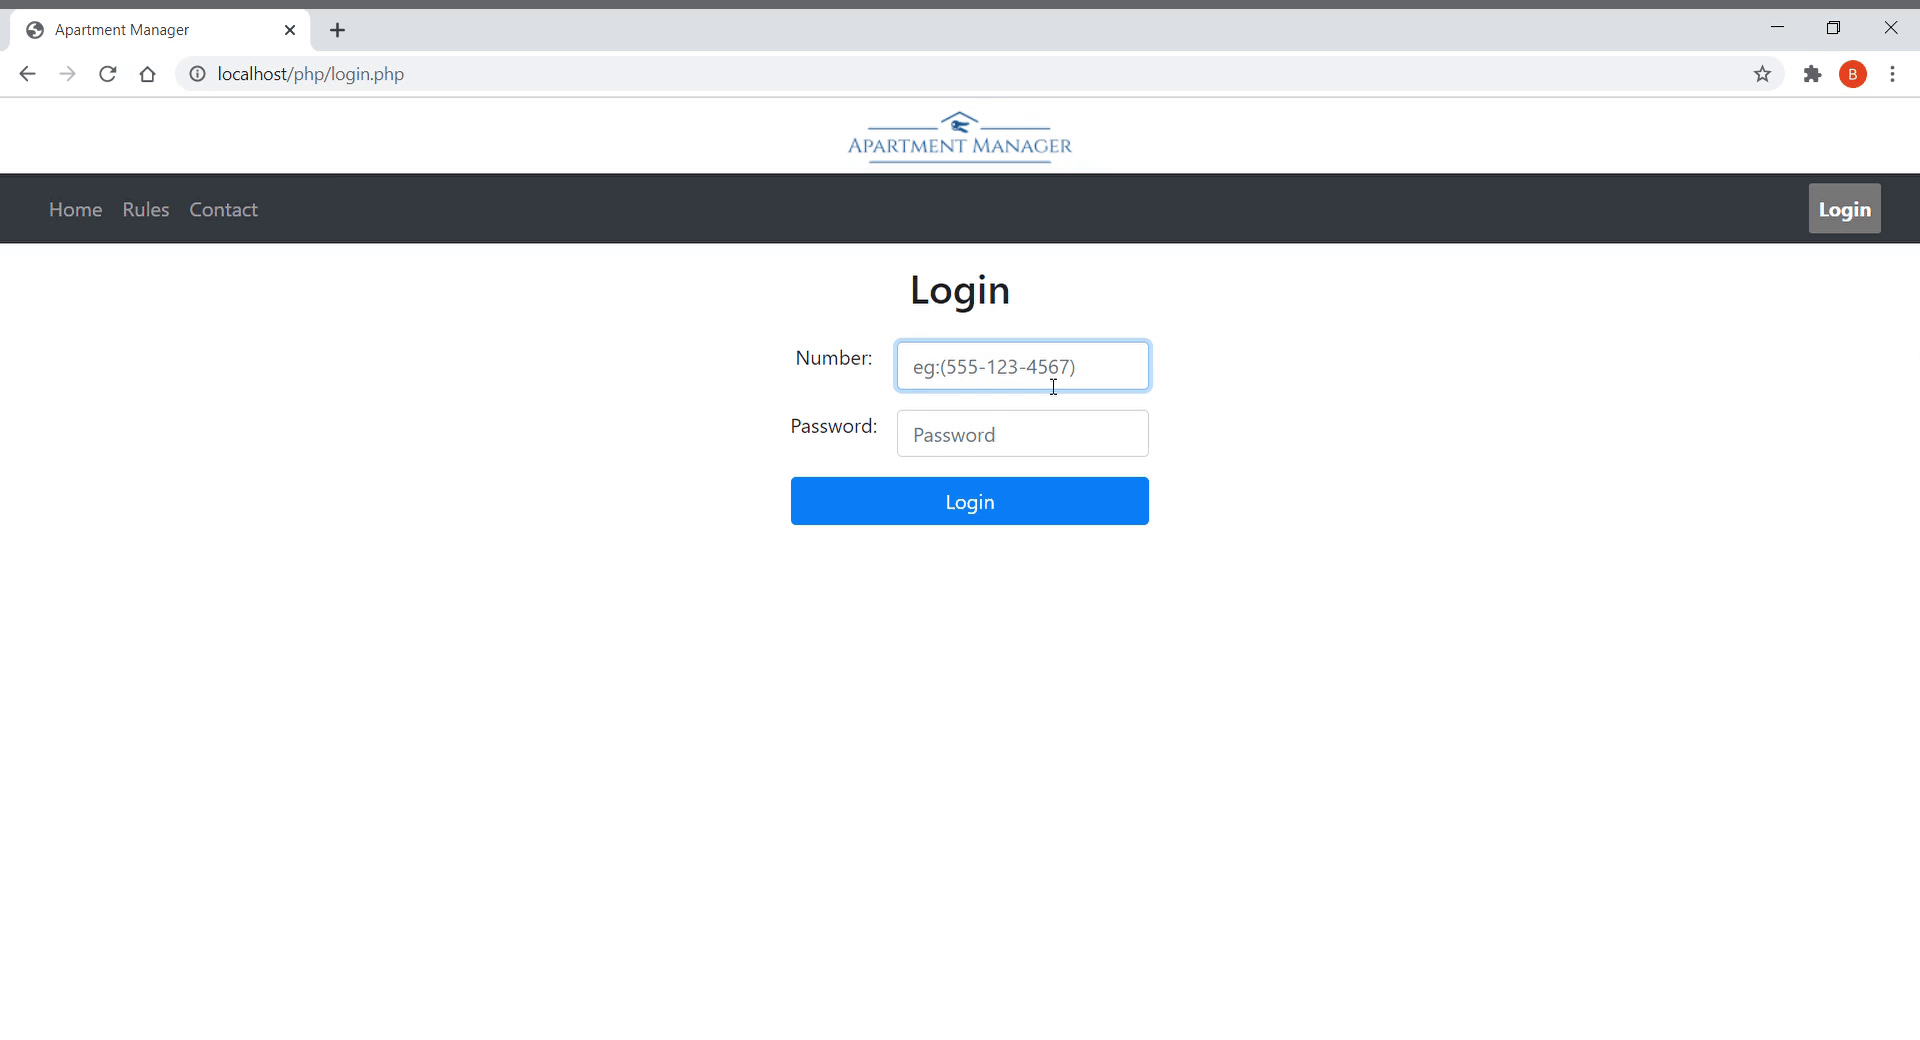 Apartment Manager
localhost/php/login.php
B
APARTMENT MANAGER
Home Rules Contact Login
Login
Number: eg:(555-123-4567)
Password: Password
Login